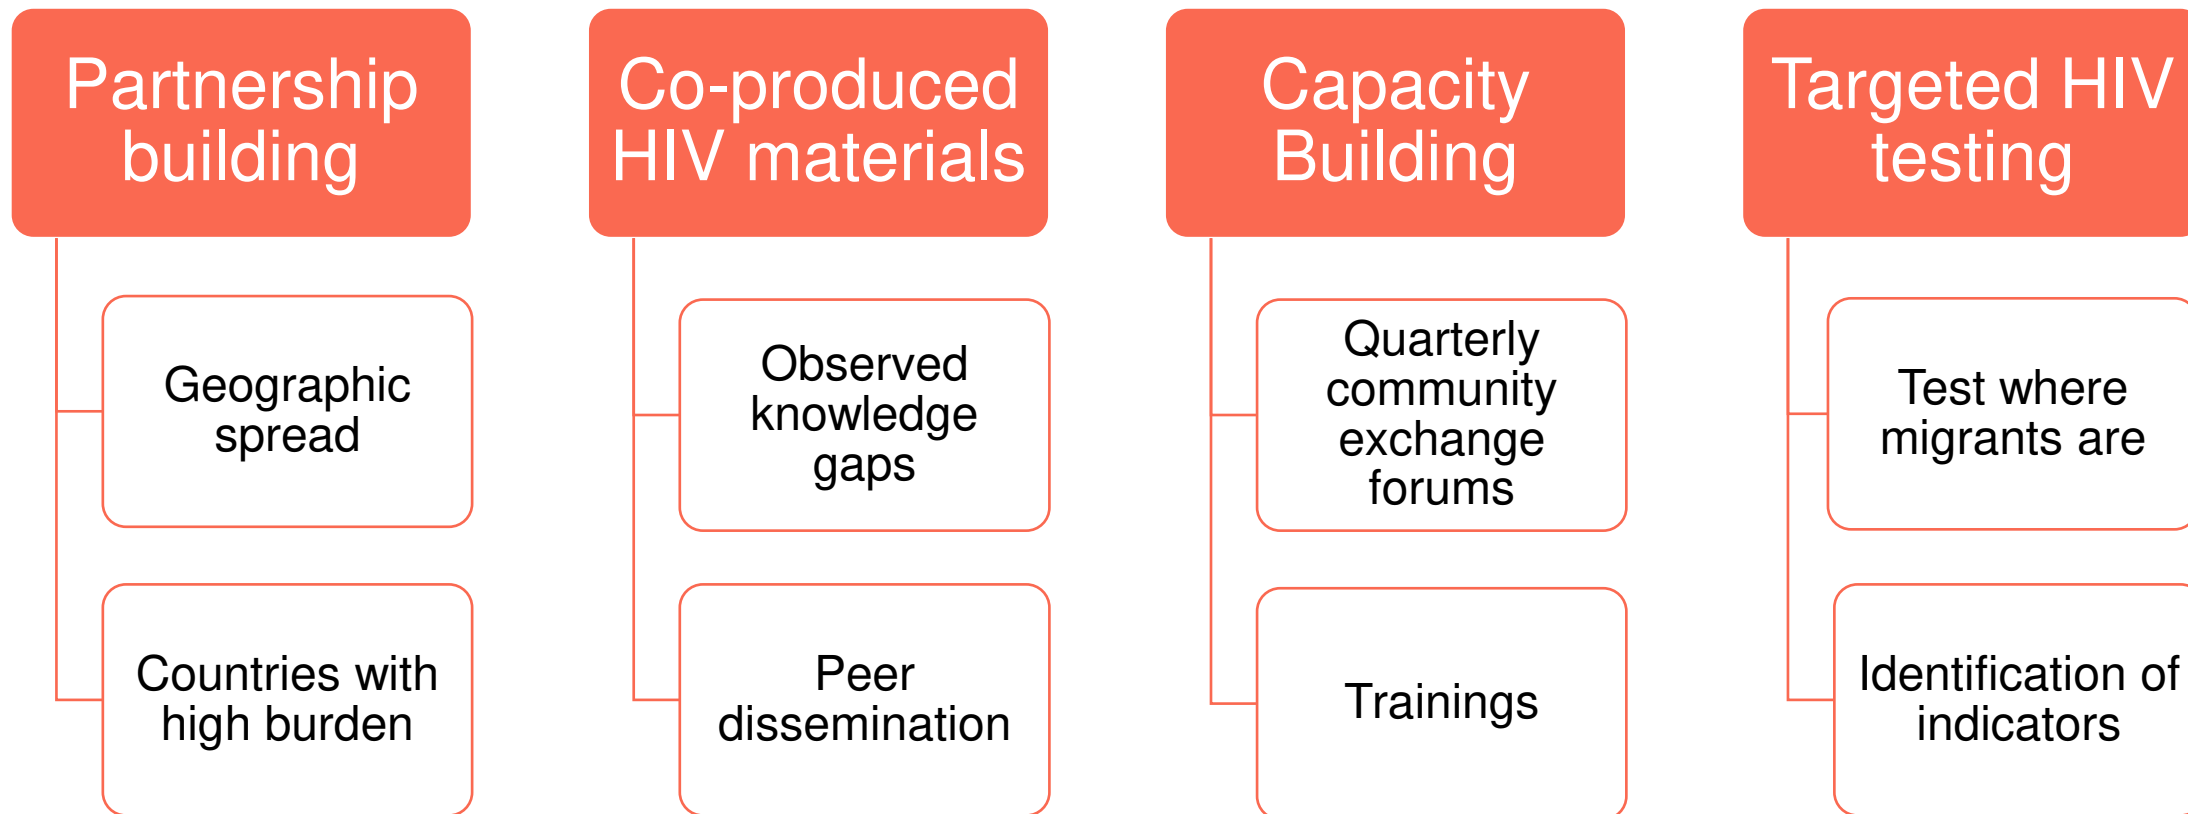 Partnership
building
Geographic
spread
Countries with
high burden
Co-produced
HIV materials
Observed
knowledge
gaps
Peer
dissemination
Capacity
Building
Quarterly
community
exchange
forums
Trainings
Targeted HIV
testing
Test where
migrants are
Identification of
indicators